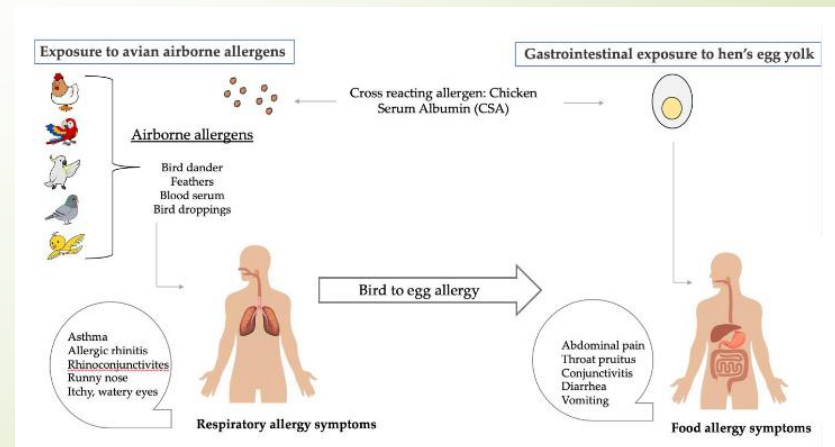 Exposure to avian airborne allergens
Gastrointestinal exposure to hen's egg yolk
Cross reacting allergen: Chicken
Serum Albumin (CSA)
Airborne allergens
Bird dander
Feathers
Blood serum
Bird droppings
Bird to egg allergy
Asthma
Allergic rhinitis
Rhinoconjunctivites
Runny nose
Itchy, watery eyes
Respiratory allergy symptoms
Abdominal pain
Throat pruitus
Conjunctivitis
Diarrhea
Vomiting
Food allergy symptoms